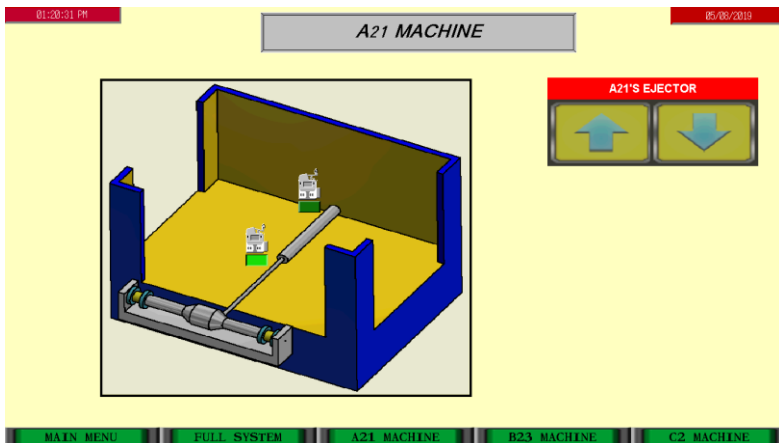 01:20:31 PM
A21 MACHINE
05/08/2019
A21'S EJECTOR
MAIN MENU
FULL SYSTEM
A21 MACHINE
B23 MACHINE
C2 MACHINE